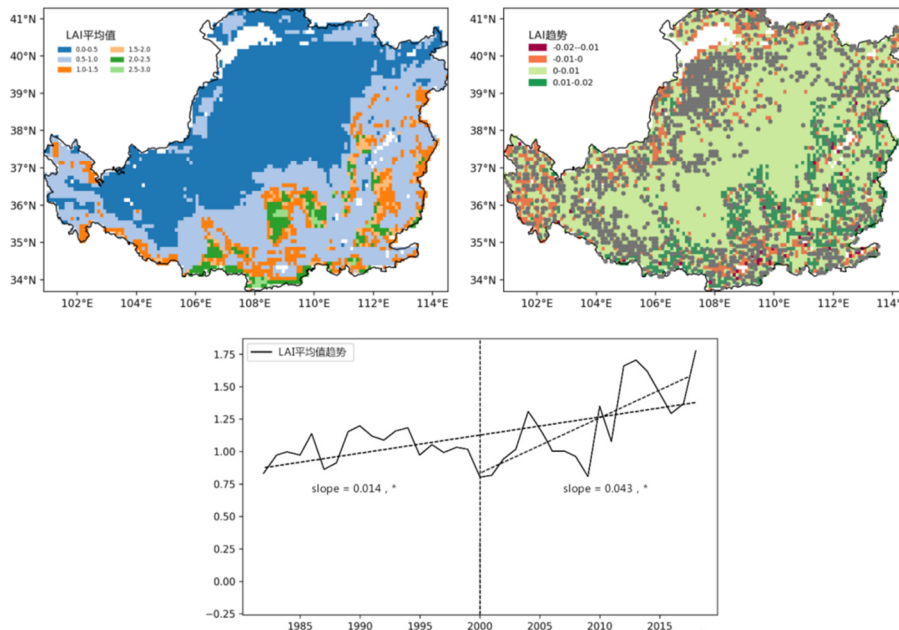 41°N
40°N
39°N
38°N
37°N
36°N
35°N
34°N
LAI平均值
0.0-0.5 1.5-2.0
0.5-1.0 2.0-2.5
1.0-1.5 2.5-3.0
102°E 104°E 106°E 108°E 110°E 112°E 114°E
41°N
40°N
39°N
38°N
37°N
36°N
35°N
34°N
LAI趋势
-0.02--0.01
-0.01-0
0-0.01
0.01-0.02
102°E 104°E 106°E 108°E 110°E 112°E 114°E
LAI平均值趋势
1.75
1.50
1.25
1.00
0.75
0.50
0.25
0.00
−0.25
slope = 0.014 , *
slope = 0.043 , *
1985 1990 1995 2000 2005 2010 2015